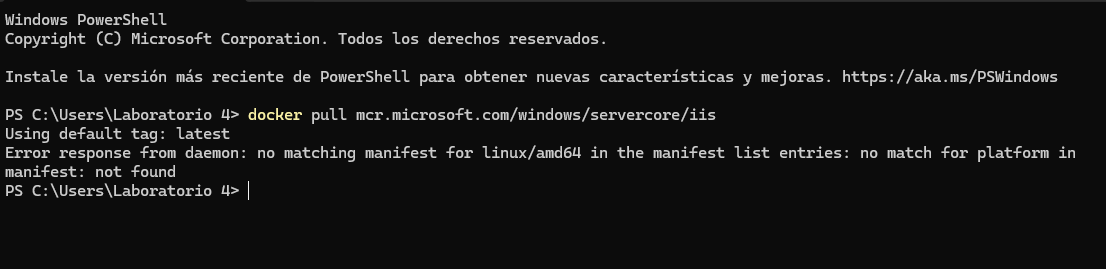 Windows PowerShell
Copyright (C) Microsoft Corporation. Todos los derechos reservados.
Instale la versión más reciente de PowerShell para obtener nuevas características y mejoras. https://aka.ms/PSWindows
PS C:\Users\Laboratorio 4> docker pull mcr.microsoft.com/windows/servercore/iis
Using default tag: latest
Error response from daemon: no matching manifest for linux/amd64 in the manifest list entries: no match for platform in
manifest: not found
PS C:\Users\Laboratorio 4>